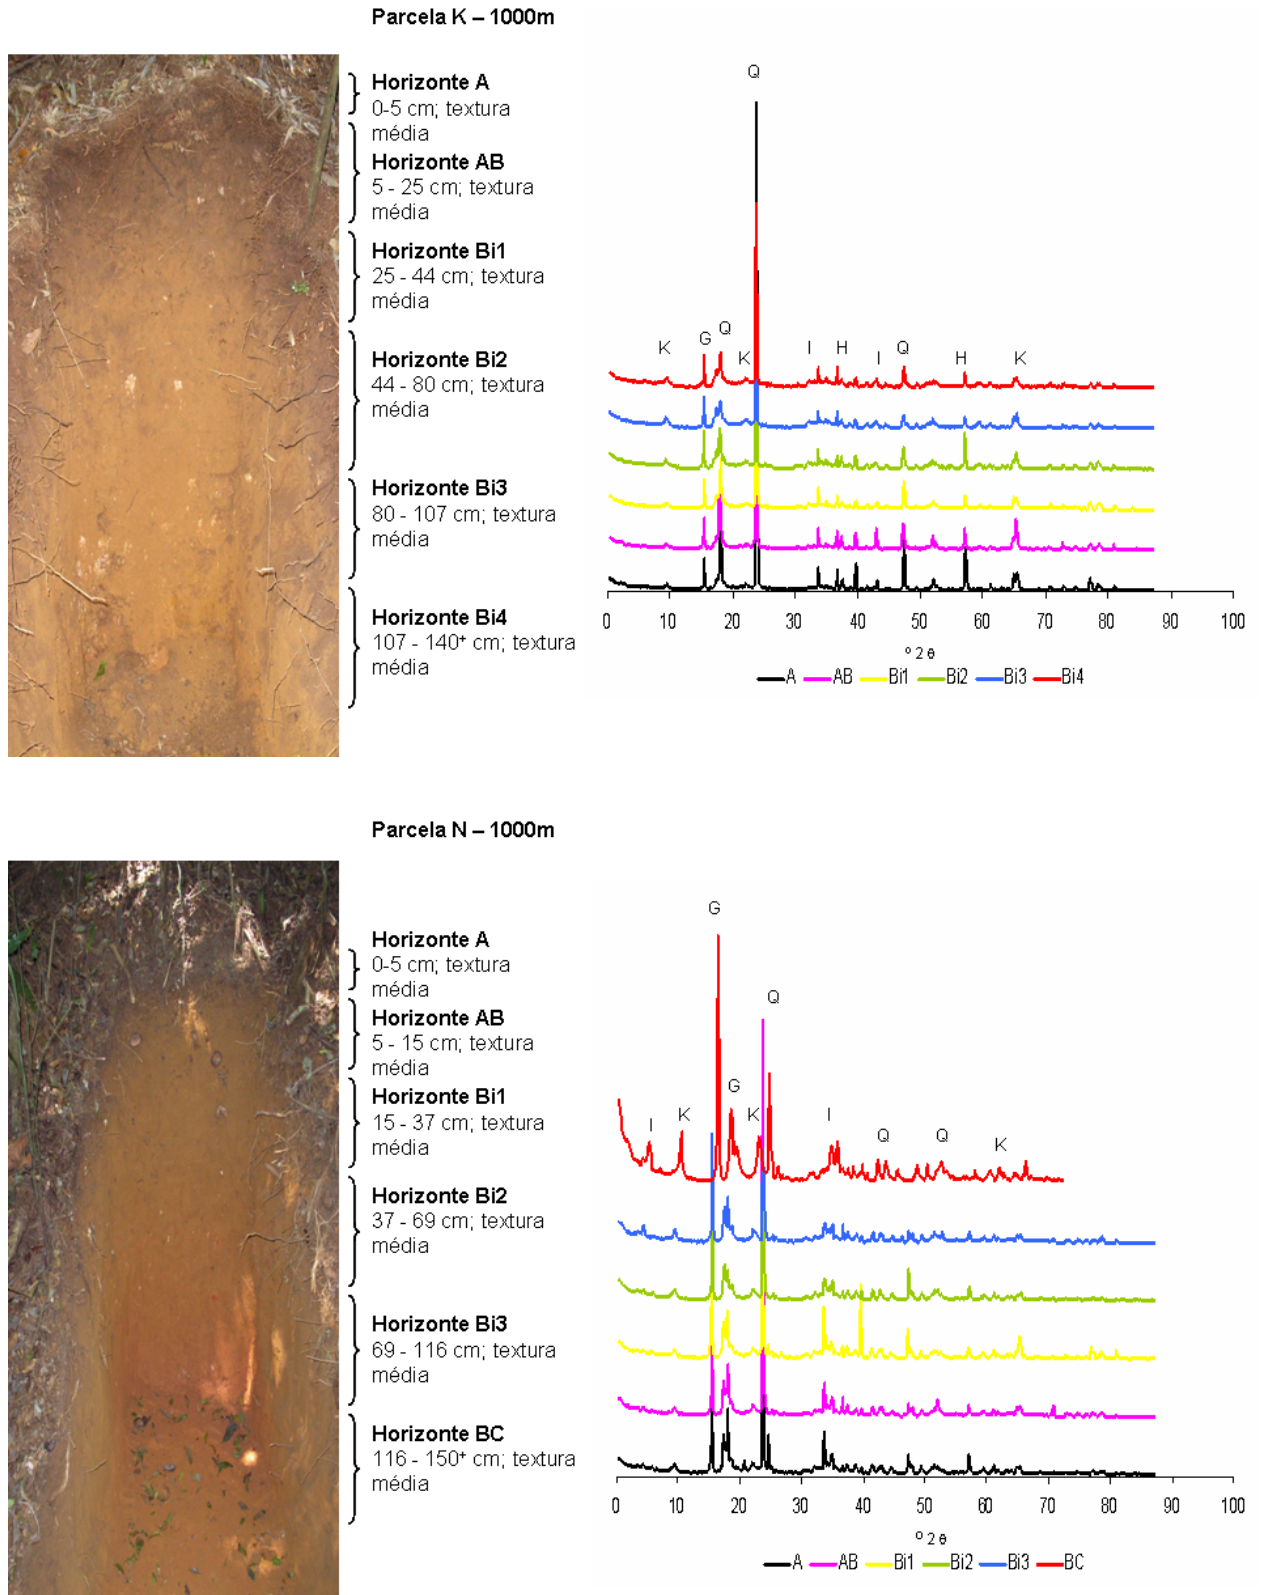 Parcela K – 1000m
Horizonte A
0-5 cm; textura
média
Horizonte AB
5 - 25 cm; textura
média
Horizonte Bi1
25 - 44 cm; textura
média
Horizonte Bi2
44 - 80 cm; textura
média
Horizonte Bi3
80 - 107 cm; textura
média
Horizonte Bi4
107 - 140⁺ cm; textura
média
Q
K G Q K I H I Q H K
0 10 20 30 40 50 60 70 80 90 100
º 2 θ
A AB Bi1 Bi2 Bi3 Bi4
Parcela N – 1000m
Horizonte A
0-5 cm; textura
média
Horizonte AB
5 - 15 cm; textura
média
Horizonte Bi1
15 - 37 cm; textura
média
Horizonte Bi2
37 - 69 cm; textura
média
Horizonte Bi3
69 - 116 cm; textura
média
Horizonte BC
116 - 150⁺ cm; textura
média
G
Q
G
I K K I Q Q K
0 10 20 30 40 50 60 70 80 90 100
º 2 θ
A AB Bi1 Bi2 Bi3 BC